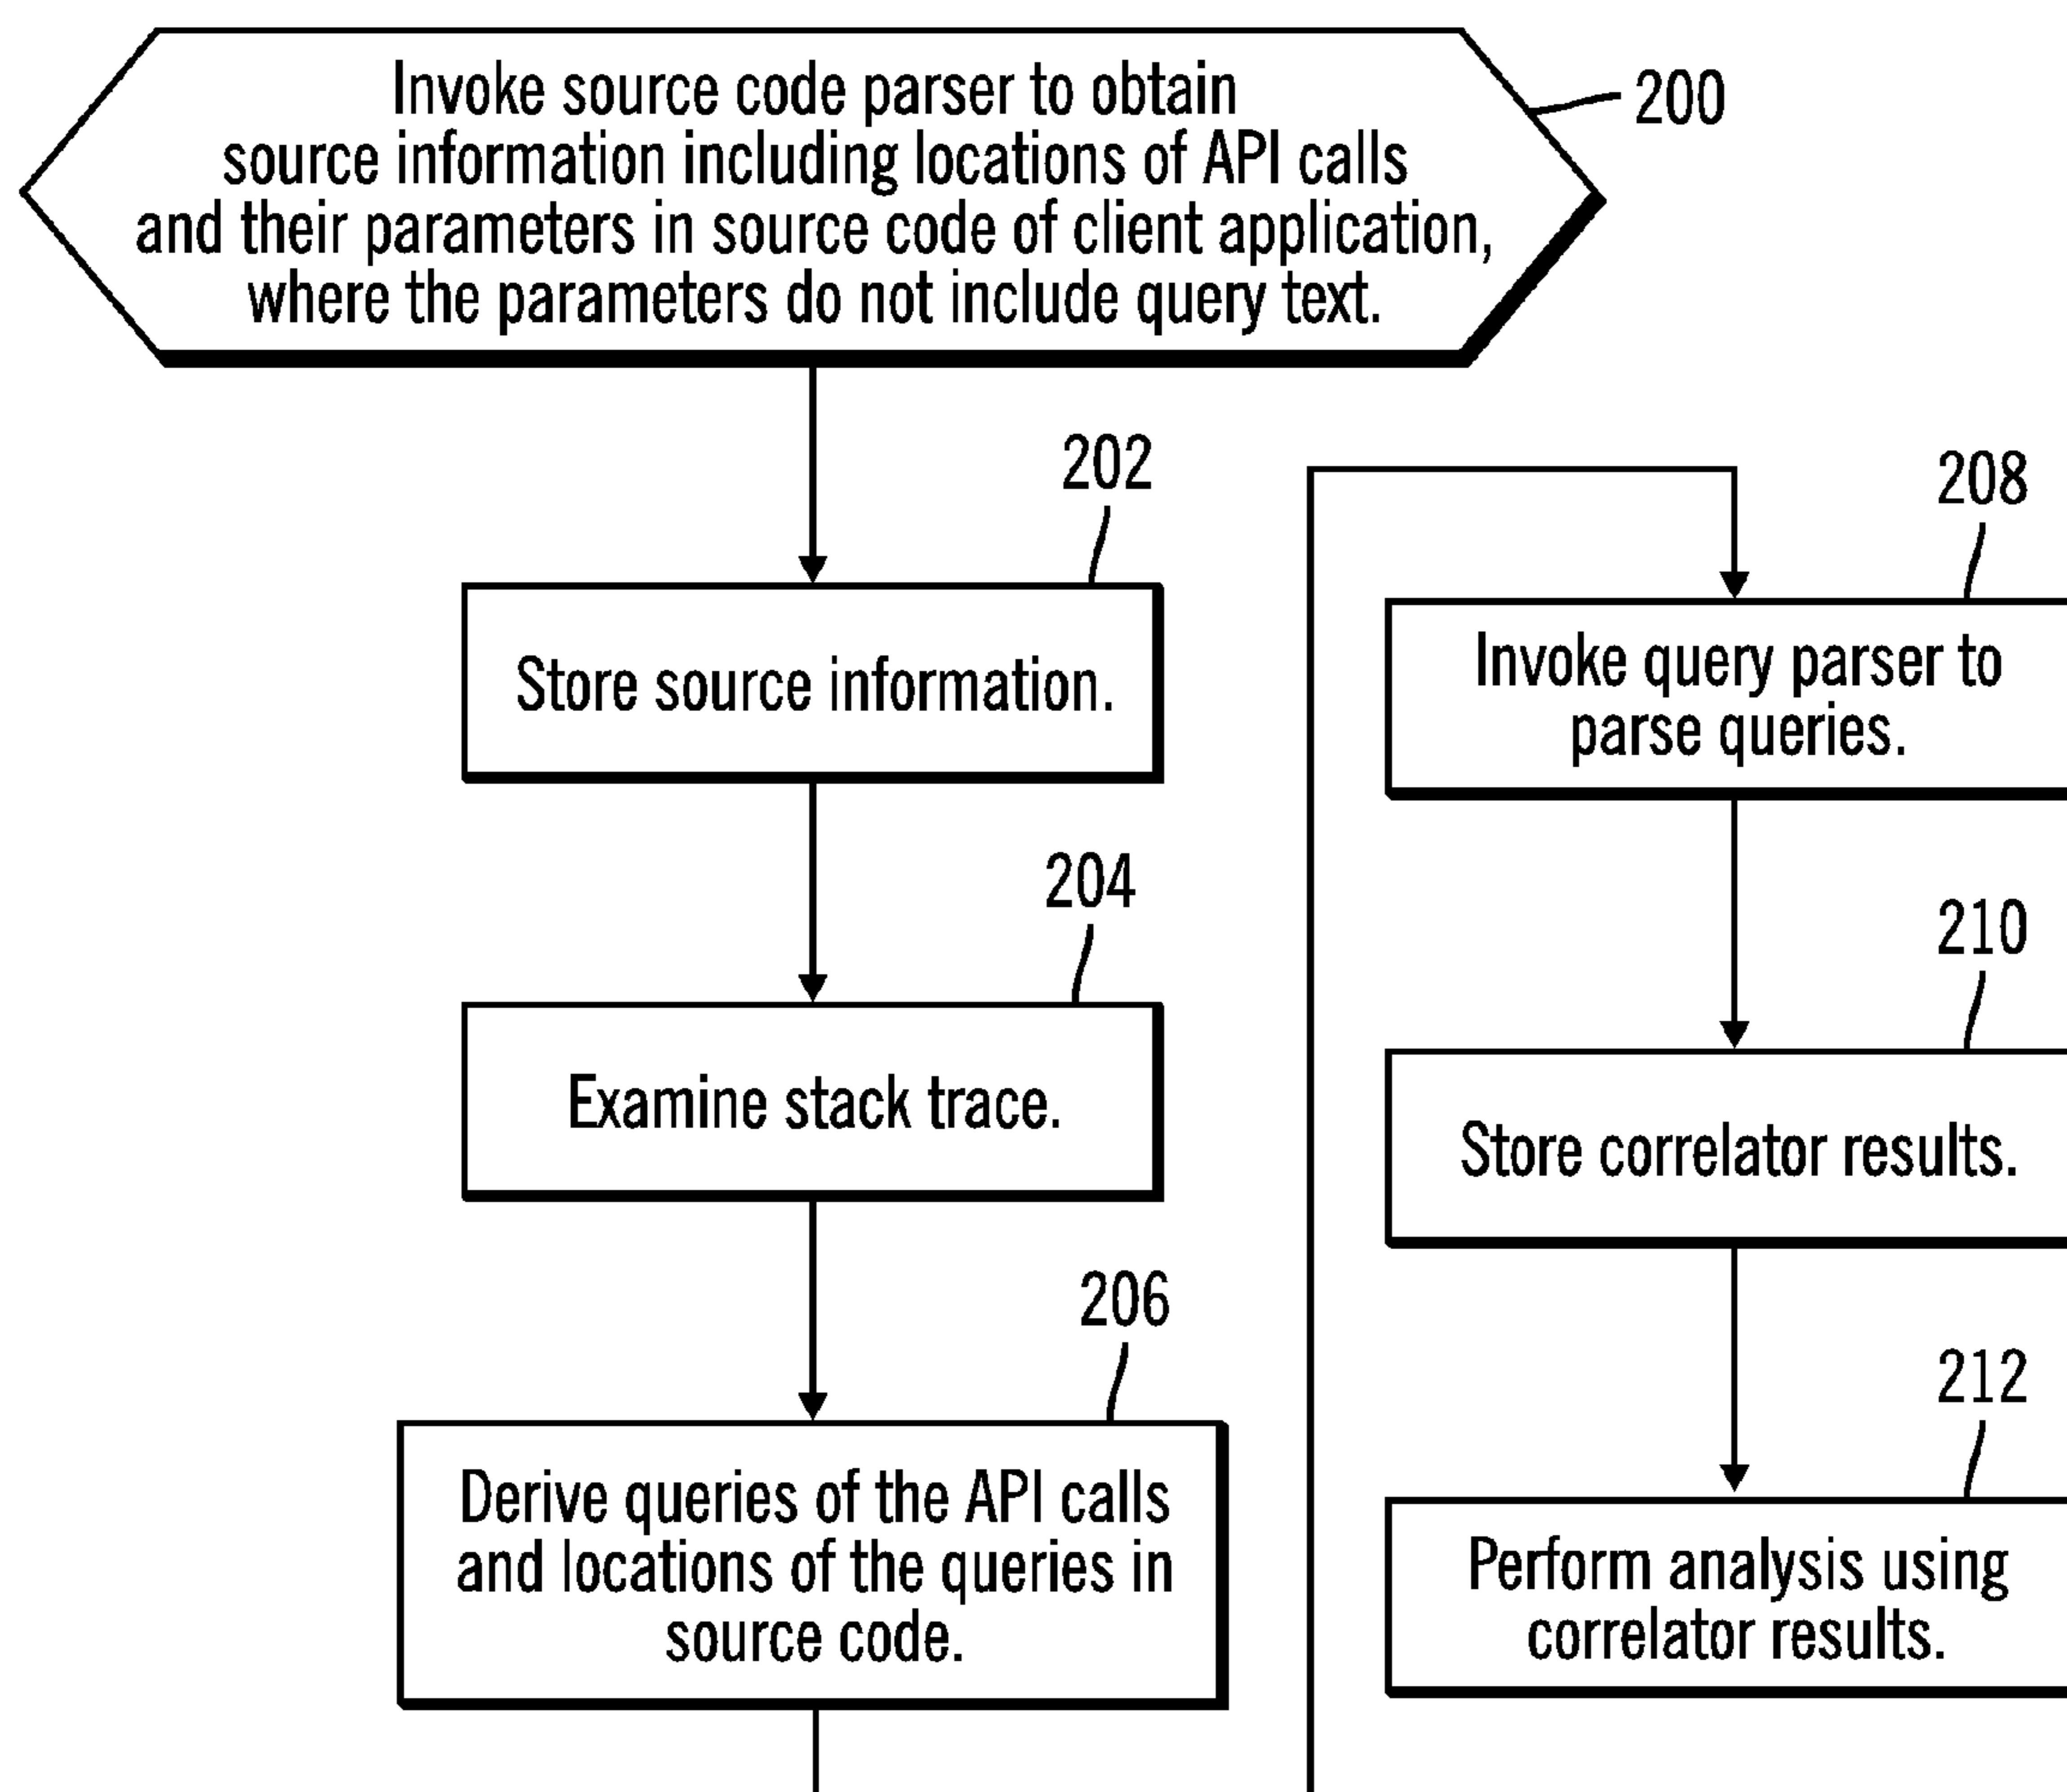 Invoke source code parser to obtain
source information including locations of API calls
and their parameters in source code of client application,
where the parameters do not include query text.
200
202
Store source information.
204
Examine stack trace.
206
Derive queries of the API calls
and locations of the queries in
source code.
208
Invoke query parser to
parse queries.
210
Store correlator results.
212
Perform analysis using
correlator results.